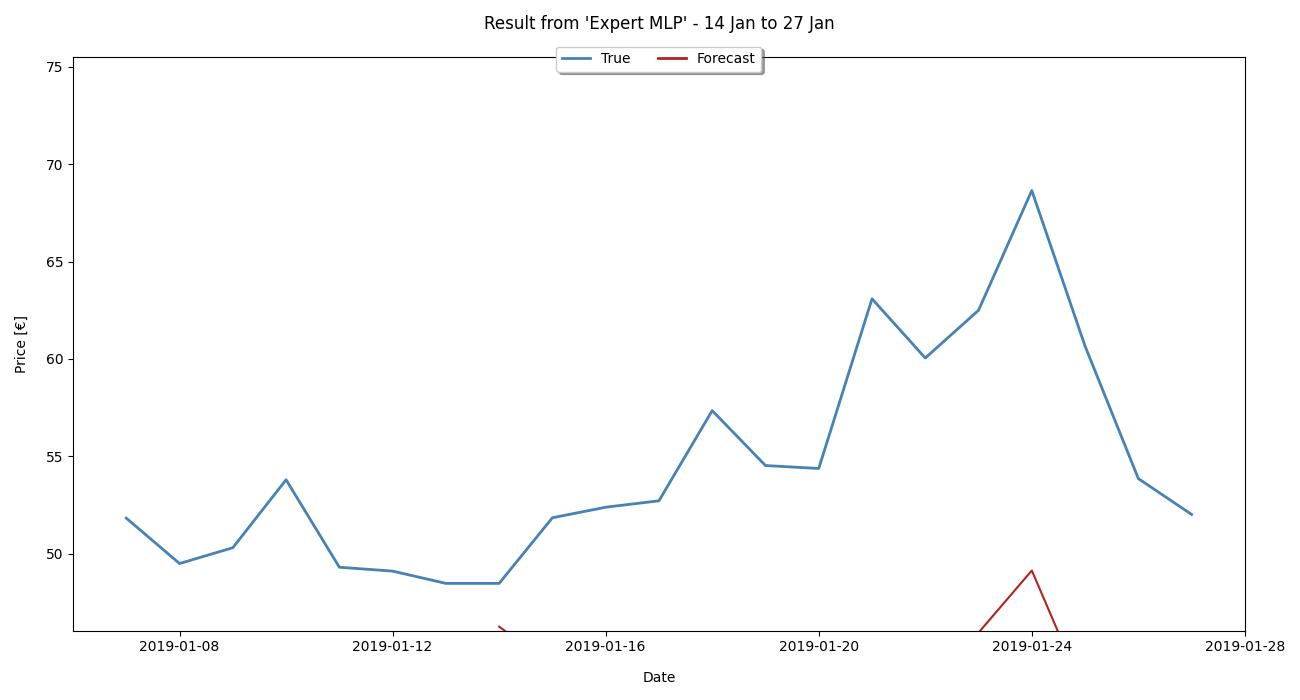 Result from 'Expert MLP' - 14 Jan to 27 Jan
True Forecast
75
70
65
60
55
50
Price [€]
2019-01-08 2019-01-12 2019-01-16 2019-01-20 2019-01-24 2019-01-28
Date